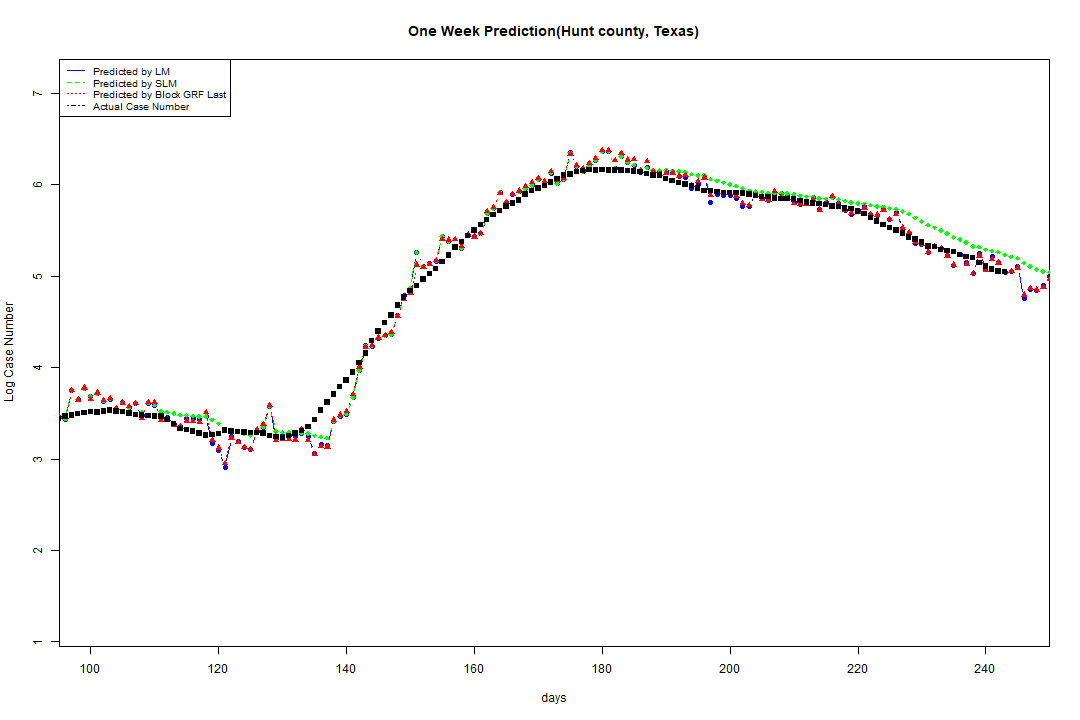 One Week Prediction(Hunt county, Texas)
Predicted by LM
Predicted by SLM
Predicted by Block GRF Last
Actual Case Number
7
6
5
4
3
2
1
Log Case Number
100 120 140 160 180 200 220 240
days